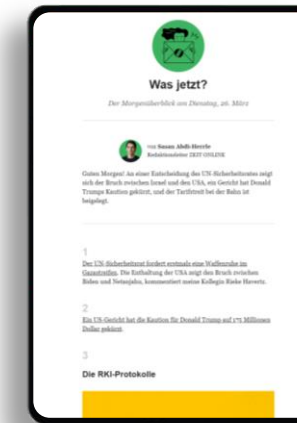 Was jetzt?
Der Morgenüberblick am Dienstag, 26. März
von Susan Abdi-Herrle
Redaktionsleiter ZEIT ONLINE
Guten Morgen! An einer Entscheidung des UN-Sicherheitsrates zeigt
sich der Bruch zwischen Israel und den USA, ein Gericht hat Donald
Trumps Kaution gekürzt, und der Tarifstreit bei der Bahn ist
beigelegt.
1
Der UN-Sicherheitsrat fordert erstmals eine Waffenruhe im
Gazastreifen. Die Enthaltung der USA zeigt den Bruch zwischen
Biden und Netanjahu, kommentiert meine Kollegin Rieke Havertz.
2
Ein US-Gericht hat die Kaution für Donald Trump auf 175 Millionen
Dollar gekürzt.
3
Die RKI-Protokolle